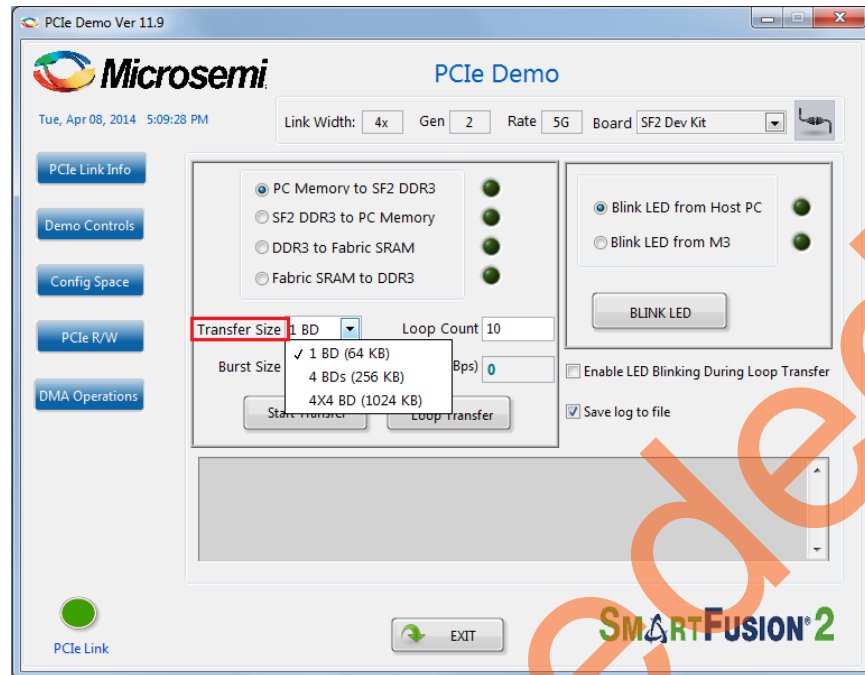 PCIe Demo Ver 11.9
Microsemi
PCIe Demo
Tue, Apr 08, 2014 5:09:28 PM
Link Width: 4x Gen 2 Rate 5G Board SF2 Dev Kit
PCIe Link Info
Demo Controls
Config Space
PCIe R/W
DMA Operations
PC Memory to SF2 DDR3
SF2 DDR3 to PC Memory
DDR3 to Fabric SRAM
Fabric SRAM to DDR3
Transfer Size 1 BD Loop Count 10
✓ 1 BD (64 KB)
4 BDs (256 KB)
4X4 BD (1024 KB)
Burst Size Bps) 0
Start Transfer Loop Transfer
Blink LED from Host PC
Blink LED from M3
BLINK LED
Enable LED Blinking During Loop Transfer
Save log to file
PCIe Link
EXIT
SMARTFUSION®2